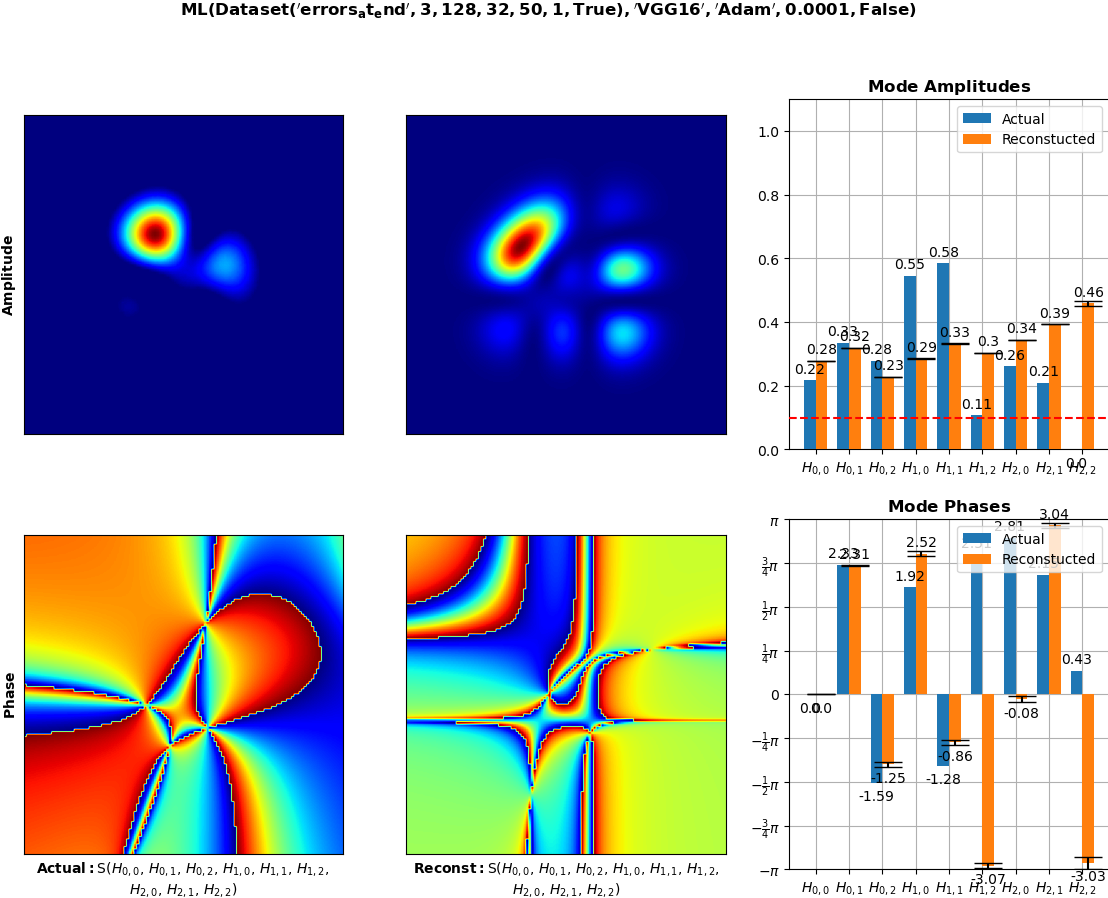 ML(Dataset('errors_at_end', 3, 128, 32, 50, 1, True), 'VGG16', 'Adam', 0.0001, False)
Amplitude
Mode Amplitudes
Actual
Reconstucted
1.0
0.8
0.6
0.4
0.2
0.0
0.22
0.28
0.33
0.32
0.28
0.23
0.55
0.29
0.58
0.33
0.11
0.3
0.26
0.34
0.21
0.39
0.0
0.46
H0,0 H0,1 H0,2 H1,0 H1,1 H1,2 H2,0 H2,1 H2,2
Phase
Actual: S(H0,0, H0,1, H0,2, H1,0, H1,1, H1,2,
H2,0, H2,1, H2,2)
Reconst: S(H0,0, H0,1, H0,2, H1,0, H1,1, H1,2,
H2,0, H2,1, H2,2)
Mode Phases
Actual
Reconstucted
π
3/4π
1/2π
1/4π
0
−1/4π
−1/2π
−3/4π
−π
0.0
0.0
2.33
2.31
-1.59
-1.25
1.92
2.52
-1.28
-0.86
-3.07
2.81
-0.08
3.04
0.43
-3.03
H0,0 H0,1 H0,2 H1,0 H1,1 H1,2 H2,0 H2,1 H2,2